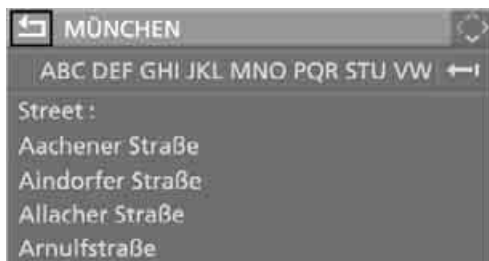 MÜNCHEN
ABC DEF GHI JKL MNO PQR STU VW
Street :
Aachener Straße
Aindorfer Straße
Allacher Straße
Arnulfstraße